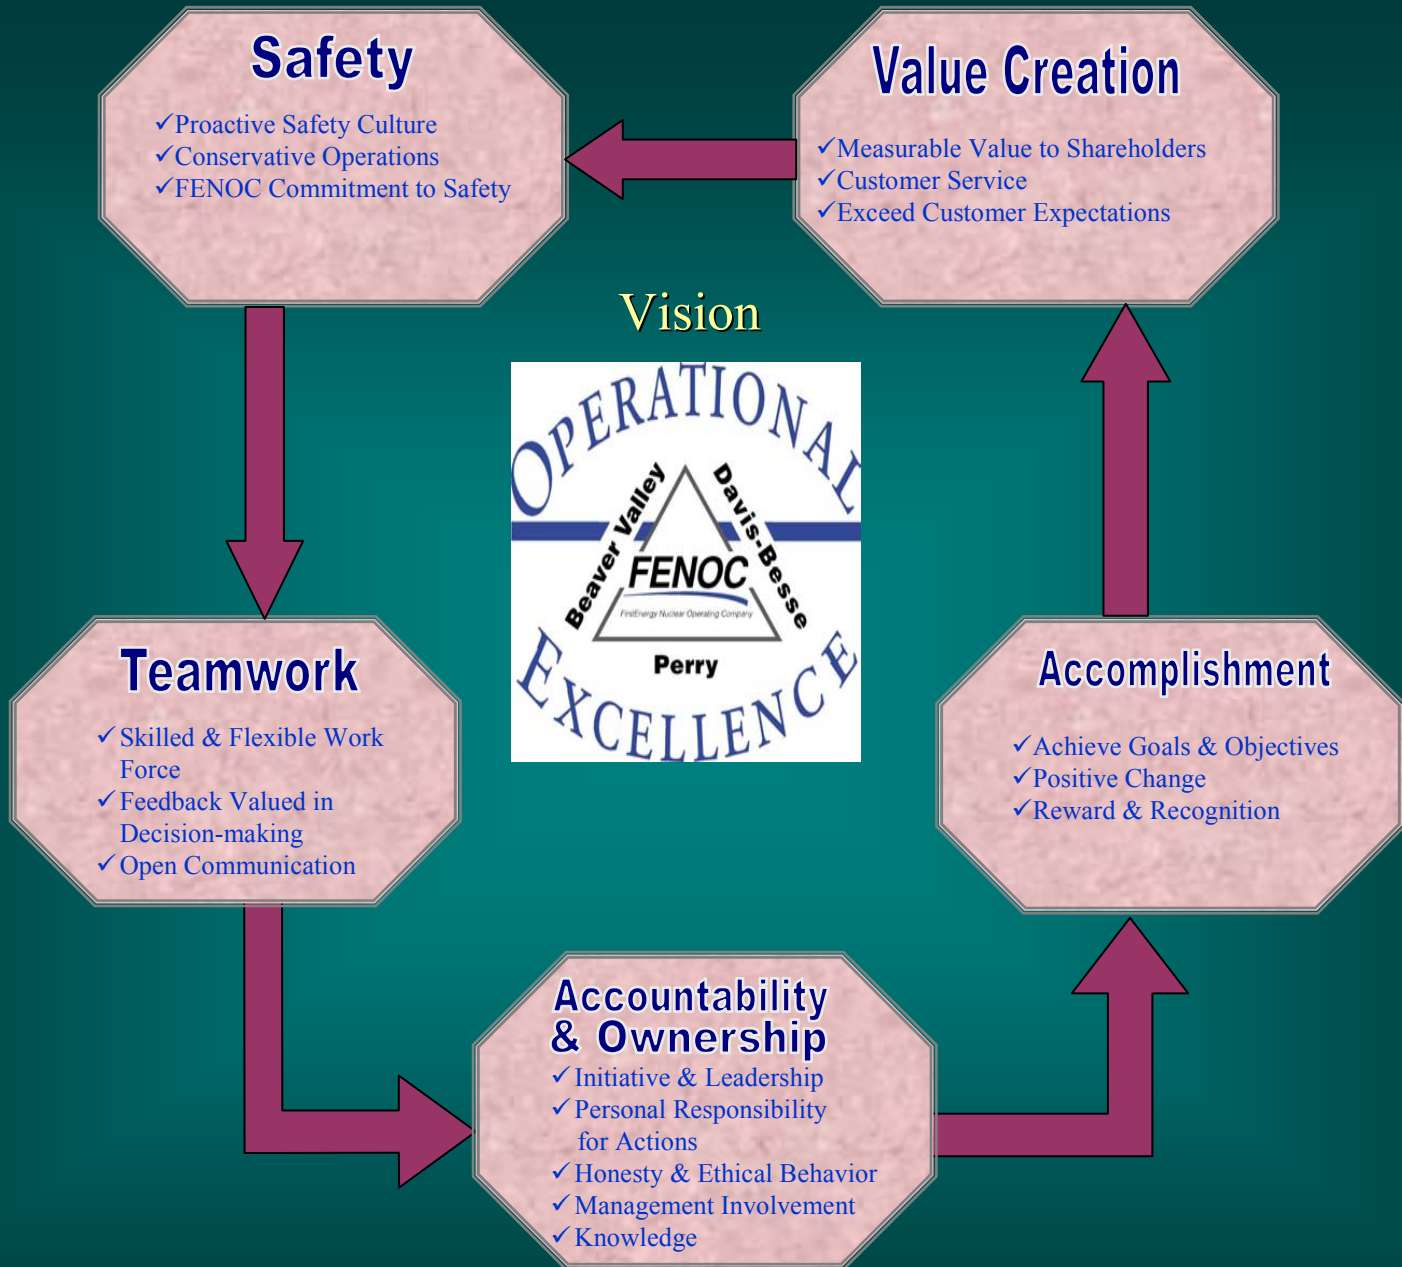 Safety
✓Proactive Safety Culture
✓Conservative Operations
✓FENOC Commitment to Safety
Value Creation
✓Measurable Value to Shareholders
✓Customer Service
✓Exceed Customer Expectations
Vision
OPERATIONAL
Beaver Valley
Davis-Besse
FENOC
FirstEnergy Nuclear Operating Company
Perry
EXCELLENCE
Teamwork
✓Skilled & Flexible Work
Force
✓Feedback Valued in
Decision-making
✓Open Communication
Accomplishment
✓Achieve Goals & Objectives
✓Positive Change
✓Reward & Recognition
Accountability
& Ownership
✓Initiative & Leadership
✓Personal Responsibility
for Actions
✓Honesty & Ethical Behavior
✓Management Involvement
✓Knowledge